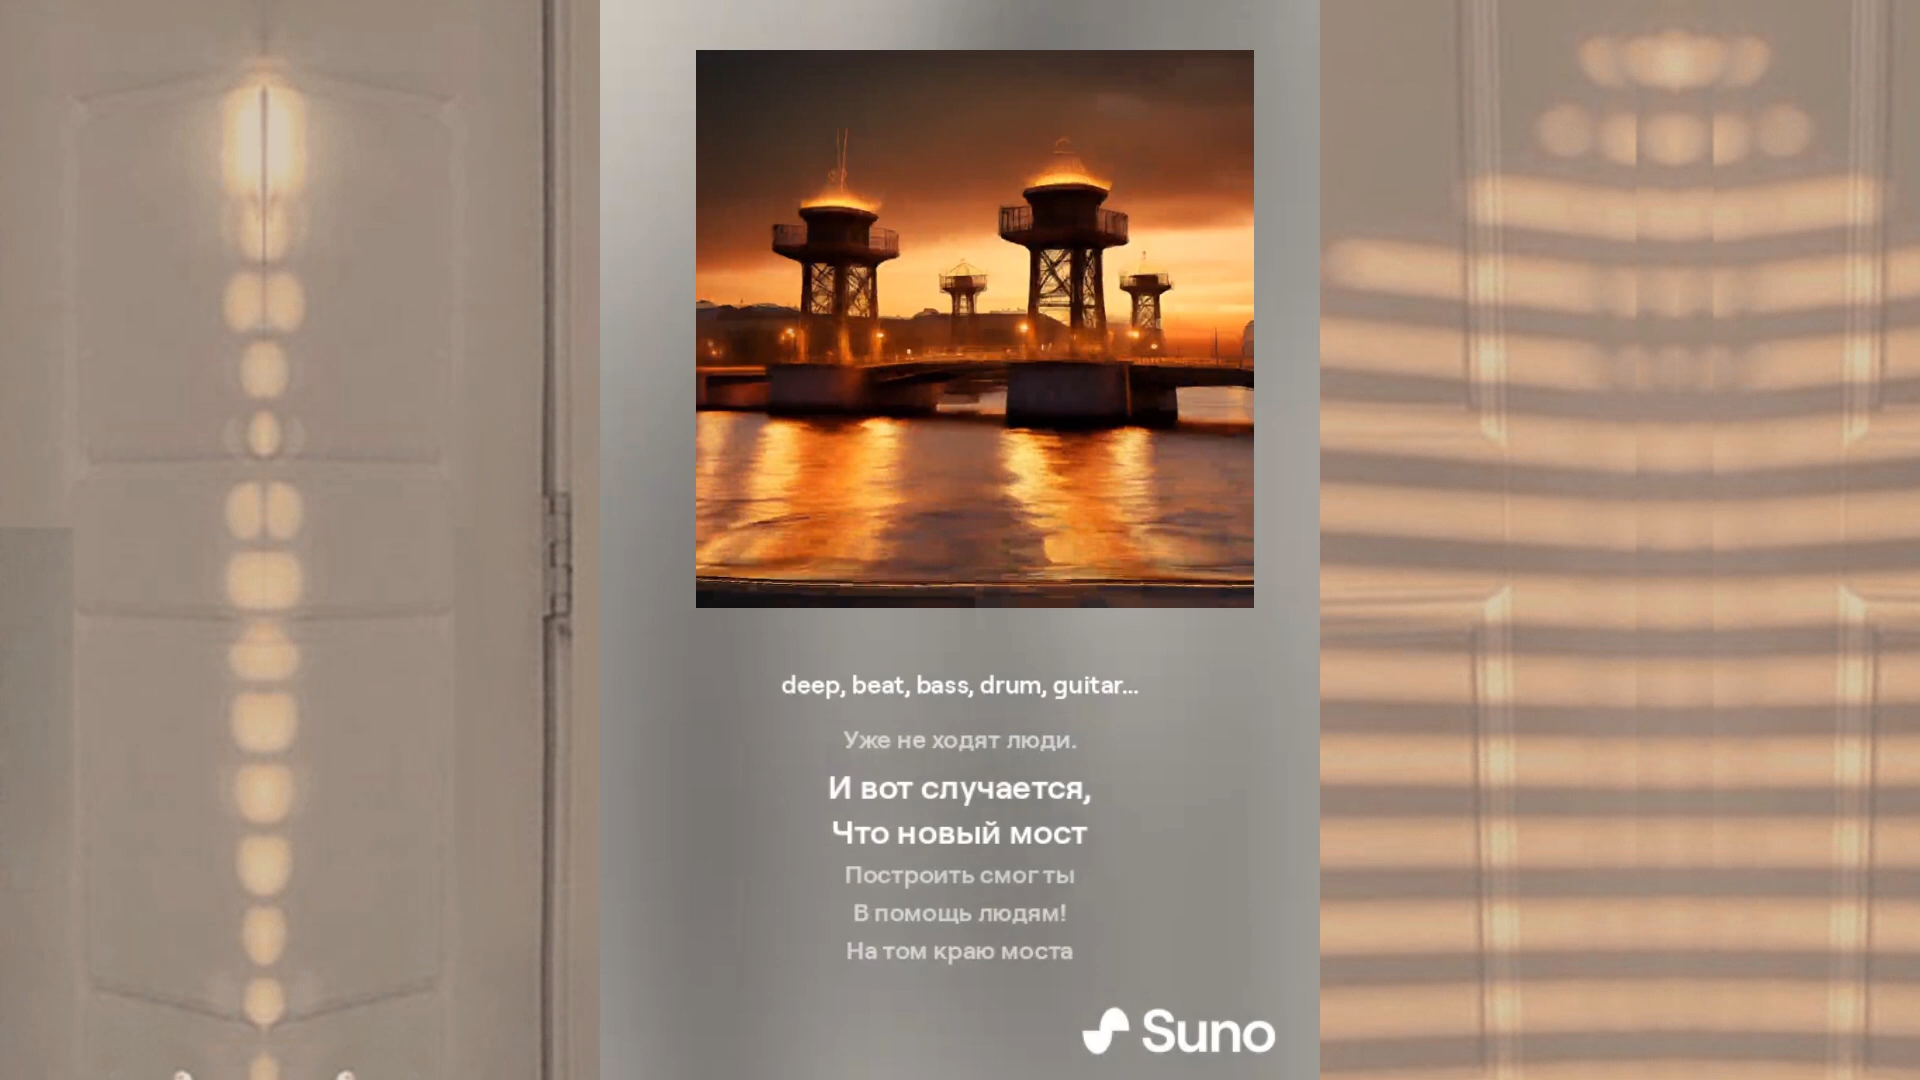 deep, beat, bass, drum, guitar...
Уже не ходят люди.
И вот случается,
Что новый мост
Построить смог ты
В помощь людям!
На том краю моста
Suno